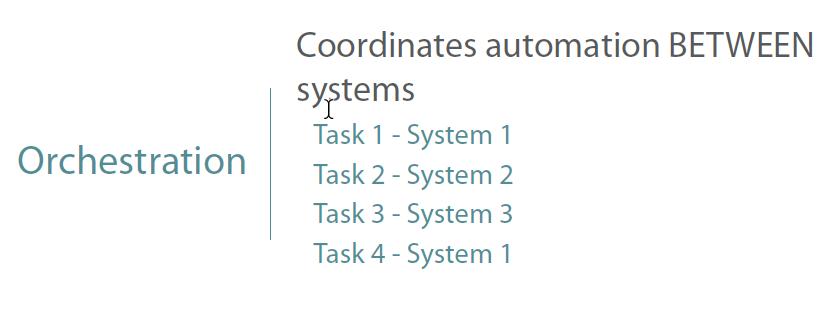 Coordinates automation BETWEEN
systems
Orchestration
Task 1 - System 1
Task 2 - System 2
Task 3 - System 3
Task 4 - System 1